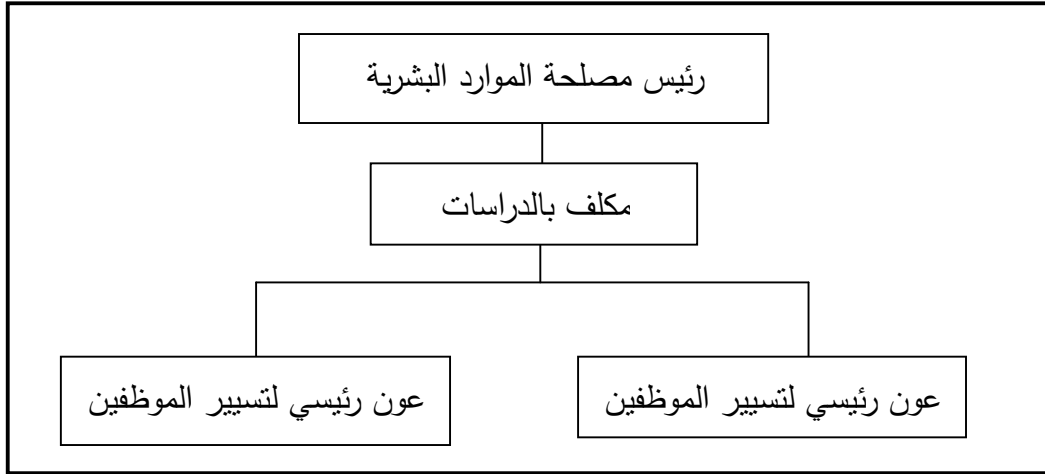 رئيس مصلحة الموارد البشرية
مكلف بالدراسات
عون رئيسي لتسيير الموظفين
عون رئيسي لتسيير الموظفين